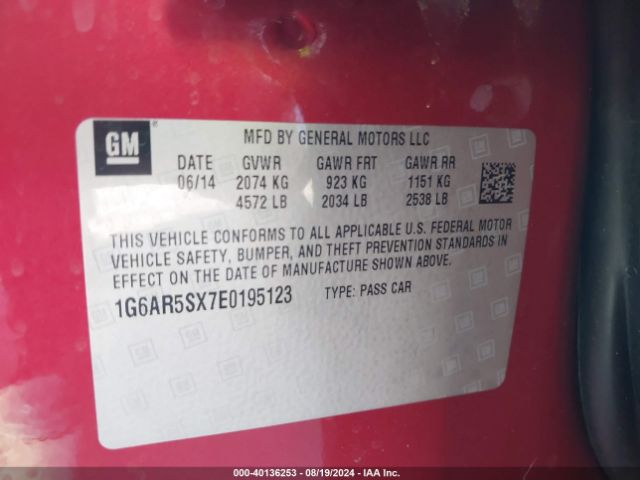 GM ®
MFD BY GENERAL MOTORS LLC
DATE GVWR GAWR FRT GAWR RR
06/14 2074 KG 923 KG 1151 KG
4572 LB 2034 LB 2538 LB
THIS VEHICLE CONFORMS TO ALL APPLICABLE U.S. FEDERAL MOTOR
VEHICLE SAFETY, BUMPER, AND THEFT PREVENTION STANDARDS IN
EFFECT ON THE DATE OF MANUFACTURE SHOWN ABOVE.
1G6AR5SX7E0195123 TYPE: PASS CAR
000-40136253 - 08/19/2024 - IAA Inc.